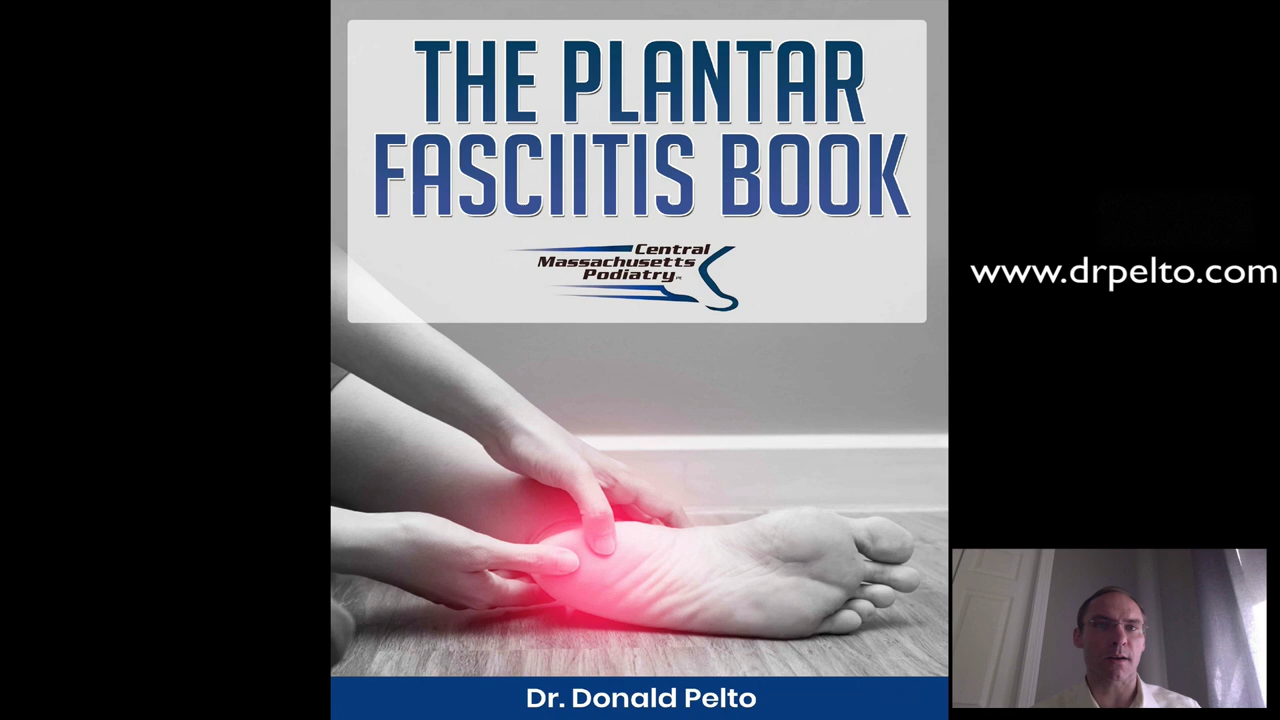 THE PLANTAR
FASCIITIS BOOK
Central
Massachusetts
Podiatry
www.drpelto.com
Dr. Donald Pelto